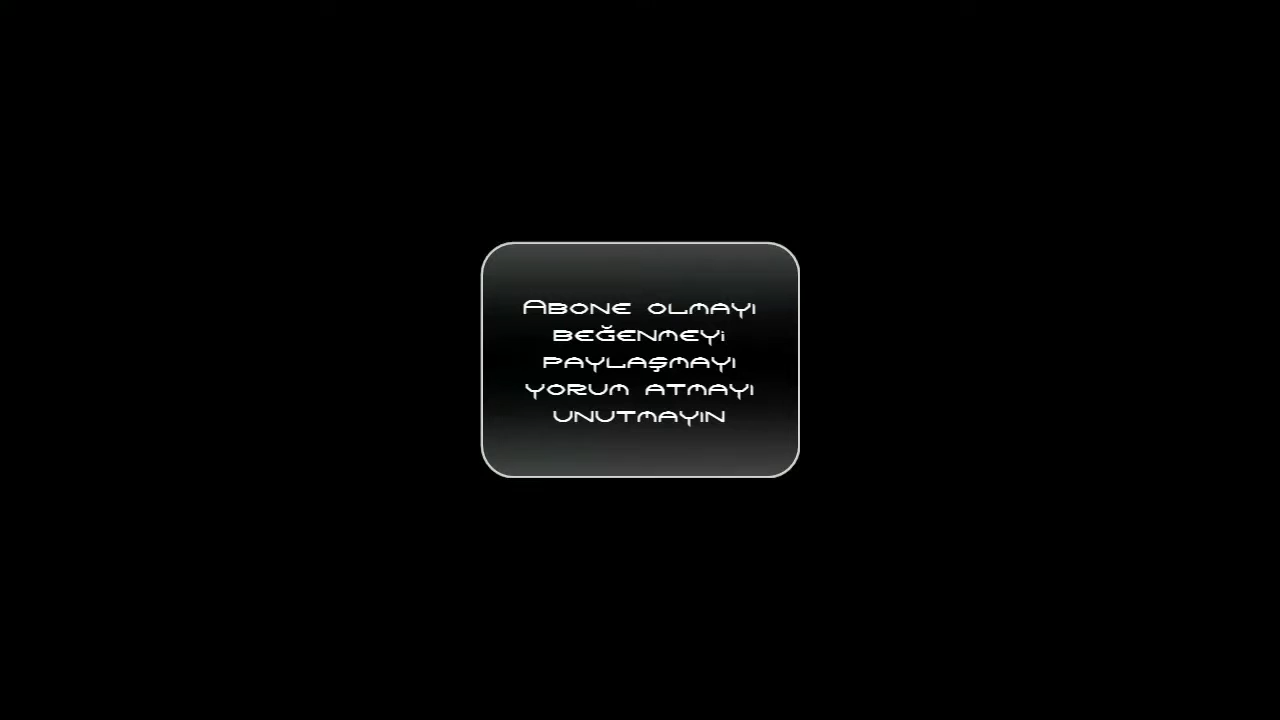 Abone olmayı
beğenmeyi
paylaşmayı
yorum atmayı
unutmayın